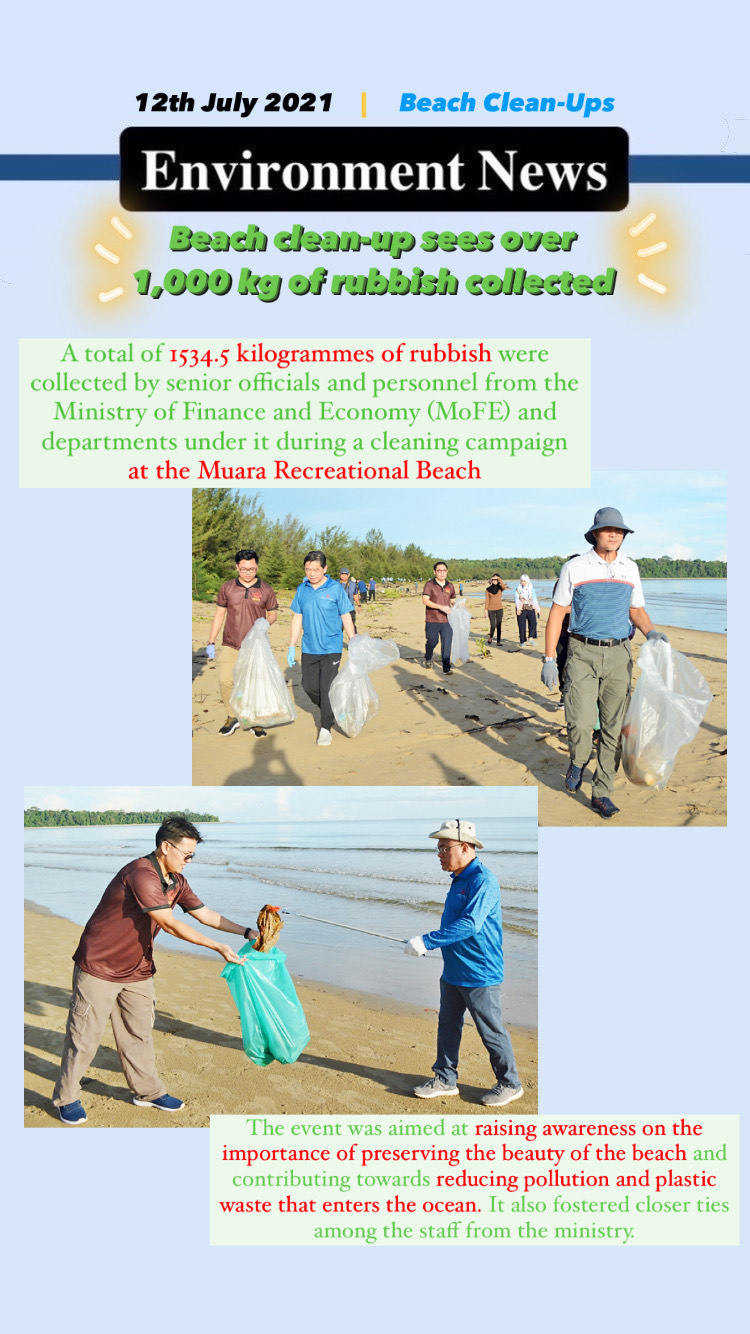 12th July 2021 | Beach Clean-Ups
Environment News
Beach clean-up sees over
1,000 kg of rubbish collected
A total of 1534.5 kilogrammes of rubbish were
collected by senior officials and personnel from the
Ministry of Finance and Economy (MoFE) and
departments under it during a cleaning campaign
at the Muara Recreational Beach
The event was aimed at raising awareness on the
importance of preserving the beauty of the beach and
contributing towards reducing pollution and plastic
waste that enters the ocean. It also fostered closer ties
among the staff from the ministry.